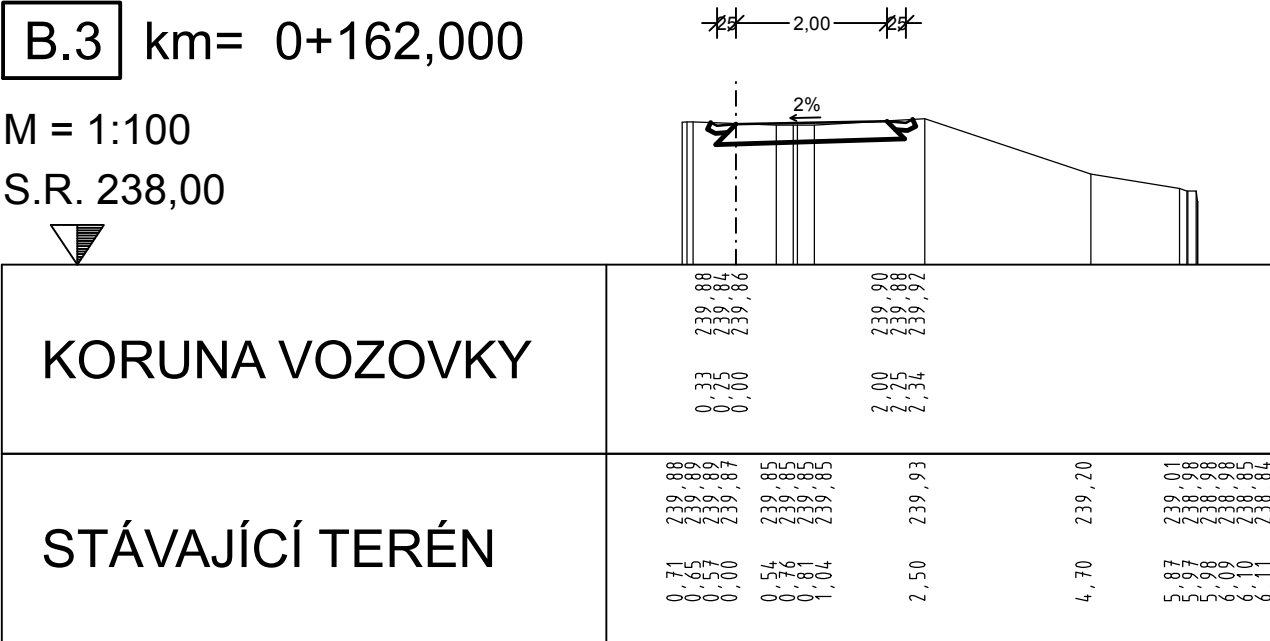 B.3 km= 0+162,000
25 2,00 25
2%
M = 1:100
S.R. 238,00
KORUNA VOZOVKY
239,88 239,84 239,86 239,90 239,88 239,92
0,33 0,25 0,00 2,00 2,25 2,34
STÁVAJÍCÍ TERÉN
239,88 239,89 239,89 239,87 239,85 239,85 239,85 239,85 239,93 239,20 239,01 238,98 238,98 238,98 238,85 238,84
0,71 0,65 0,57 0,00 0,54 0,76 0,81 1,04 2,50 4,70 5,87 5,97 5,98 6,09 6,10 6,11